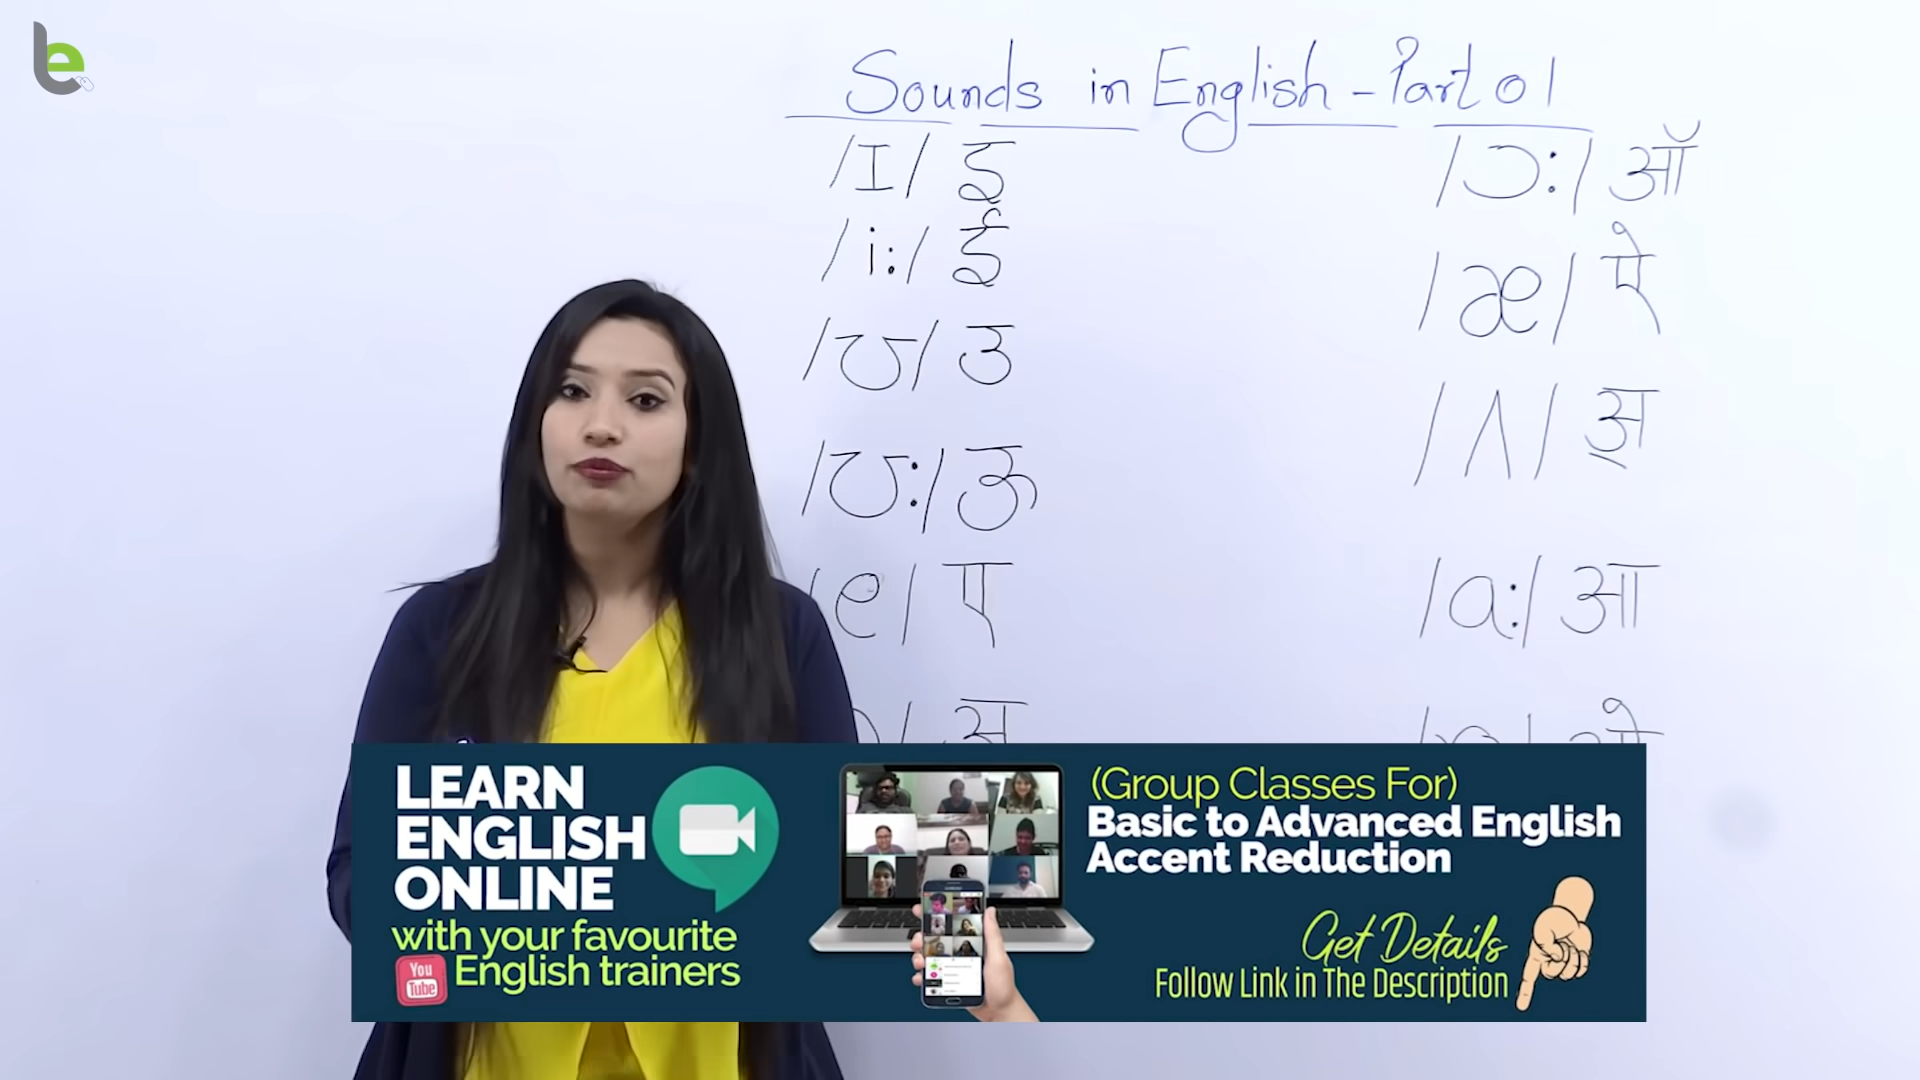 Sounds in English - Part 01
/ɪ/ इ
/i:/ ई
/ʊ/ उ
/ʊ:/ ऊ
/e/ ए
/ɔ:/ ऑ
/æ/ ऐ
/ʌ/ अ
/a:/ आ
LEARN
ENGLISH
ONLINE
with your favourite
You
Tube
English trainers
(Group Classes For)
Basic to Advanced English
Accent Reduction
Get Details
Follow Link in The Description